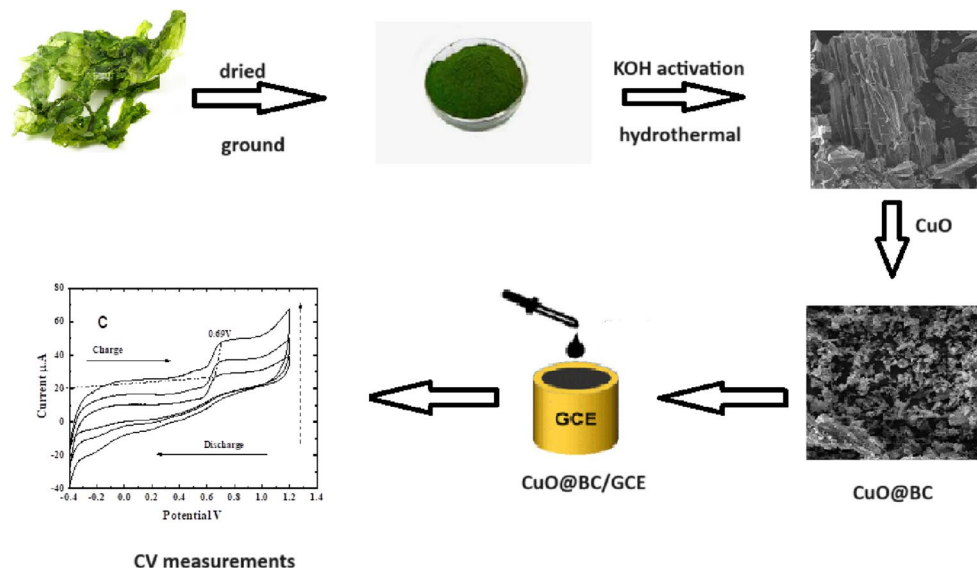 dried
ground
KOH activation
hydrothermal
CuO
CuO@BC
GCE
CuO@BC/GCE
C
0.69V
Charge
Discharge
Current μ.A
80
60
40
20
0
-20
-40
-0.4 -0.2 0.0 0.2 0.4 0.6 0.8 1.0 1.2 1.4
Potential V
CV measurements